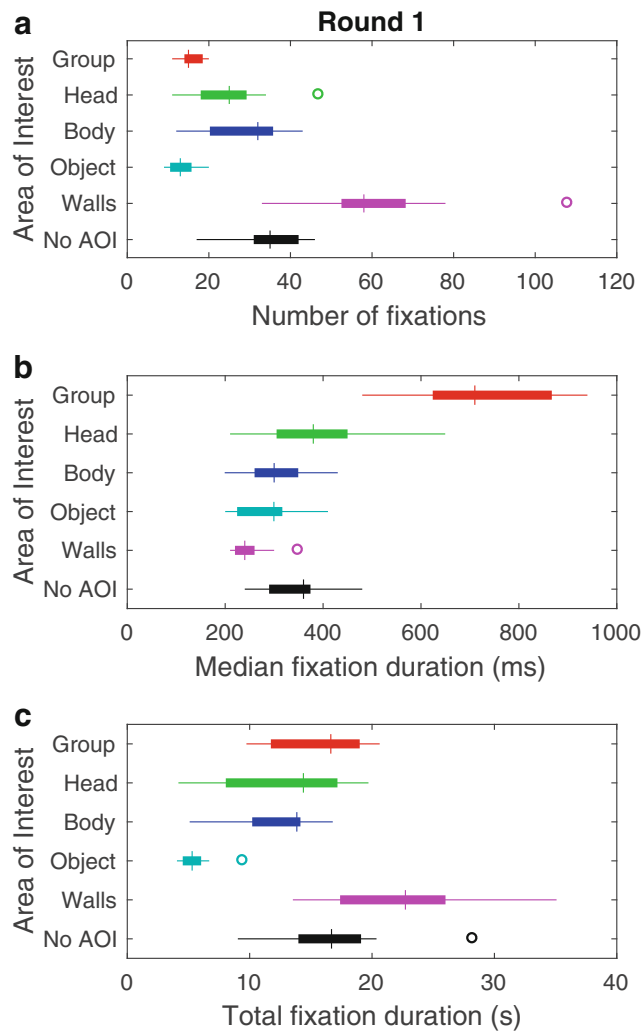 a
Round 1
Area of Interest
Group
Head
Body
Object
Walls
No AOI
0 20 40 60 80 100 120
Number of fixations
b
Area of Interest
Group
Head
Body
Object
Walls
No AOI
0 200 400 600 800 1000
Median fixation duration (ms)
c
Area of Interest
Group
Head
Body
Object
Walls
No AOI
0 10 20 30 40
Total fixation duration (s)